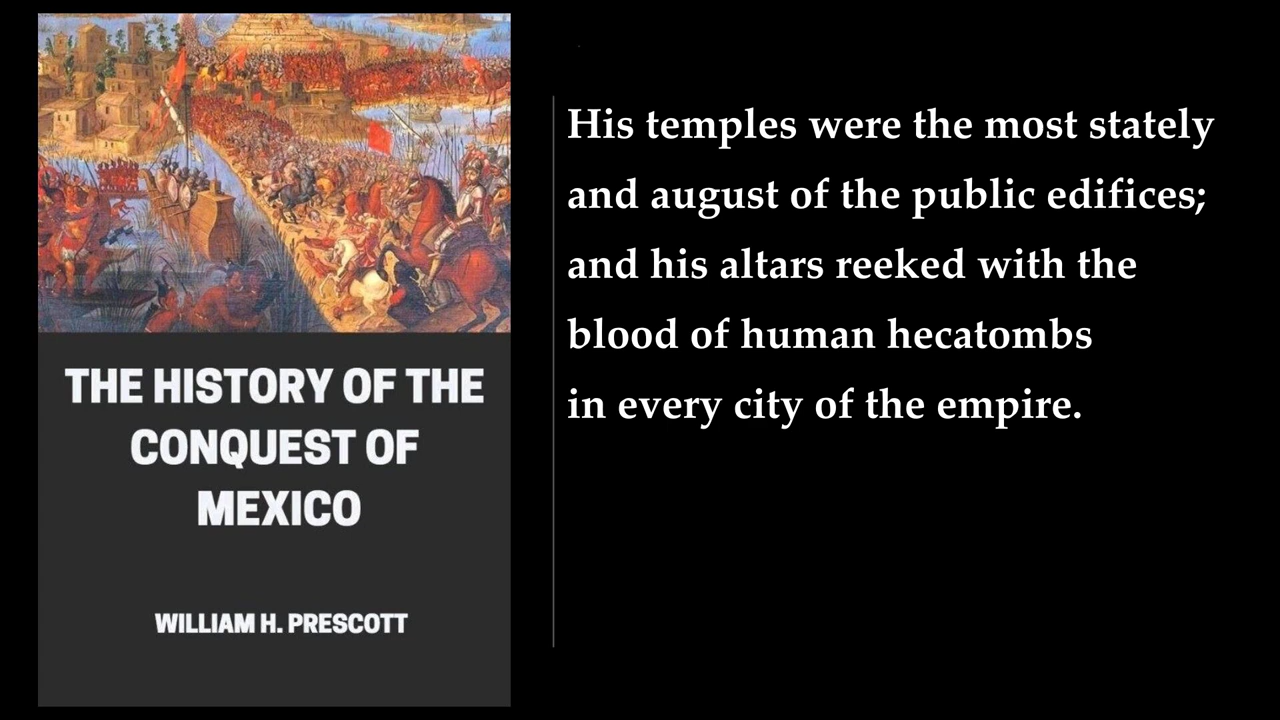 THE HISTORY OF THE
CONQUEST OF
MEXICO
WILLIAM H. PRESCOTT
His temples were the most stately
and august of the public edifices;
and his altars reeked with the
blood of human hecatombs
in every city of the empire.